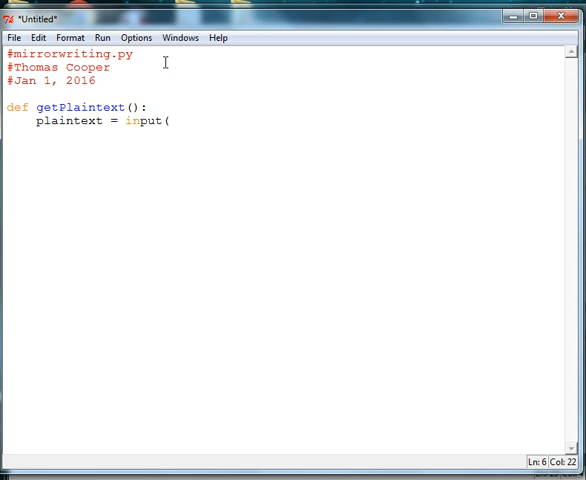 *Untitled*
File Edit Format Run Options Windows Help
#mirrorwriting.py
#Thomas Cooper
#Jan 1, 2016
def getPlaintext():
    plaintext = input(
Ln: 6 Col: 22